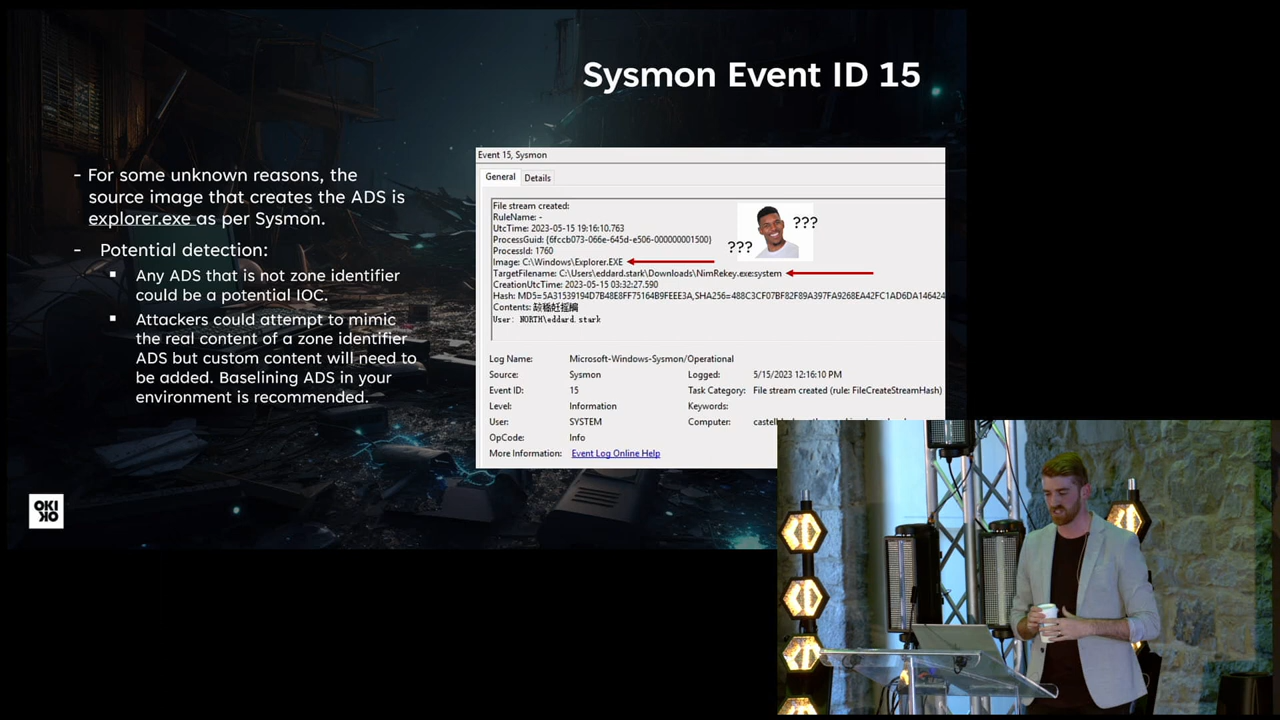 Sysmon Event ID 15
- For some unknown reasons, the
source image that creates the ADS is
explorer.exe as per Sysmon.
- Potential detection:
▪ Any ADS that is not zone identifier
could be a potential IOC.
▪ Attackers could attempt to mimic
the real content of a zone identifier
ADS but custom content will need to
be added. Baselining ADS in your
environment is recommended.
Event 15, Sysmon
General Details
File stream created:
RuleName: -
UtcTime: 2023-05-15 19:16:10.763
ProcessGuid: {6fccb073-066e-645d-e506-000000001500}
ProcessId: 1760
Image: C:\Windows\Explorer.EXE
TargetFilename: C:\Users\eddard.stark\Downloads\NimRekey.exe:system
CreationUtcTime: 2023-05-15 03:32:27.590
Hash: MD5=5A31539194D7B48E8FF75164B9FEEE3A,SHA256=488C3CF07BF82F89A397FA9268EA42FC1AD6DA146424
Contents:
User: NORTH\eddard.stark
???
???
Log Name: Microsoft-Windows-Sysmon/Operational
Source: Sysmon Logged: 5/15/2023 12:16:10 PM
Event ID: 15 Task Category: File stream created (rule: FileCreateStreamHash)
Level: Information Keywords:
User: SYSTEM Computer:
OpCode: Info
More Information: Event Log Online Help
OKI
OK